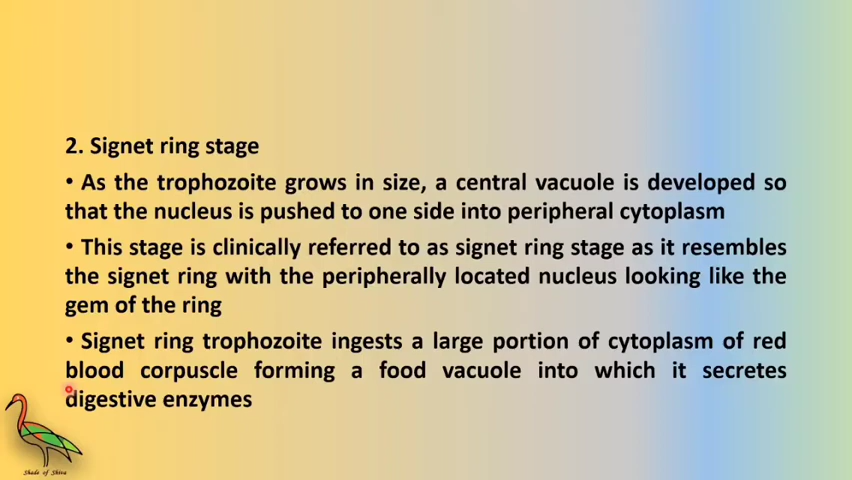 2. Signet ring stage
• As the trophozoite grows in size, a central vacuole is developed so
that the nucleus is pushed to one side into peripheral cytoplasm
• This stage is clinically referred to as signet ring stage as it resembles
the signet ring with the peripherally located nucleus looking like the
gem of the ring
• Signet ring trophozoite ingests a large portion of cytoplasm of red
blood corpuscle forming a food vacuole into which it secretes
digestive enzymes
Shade of Shiva